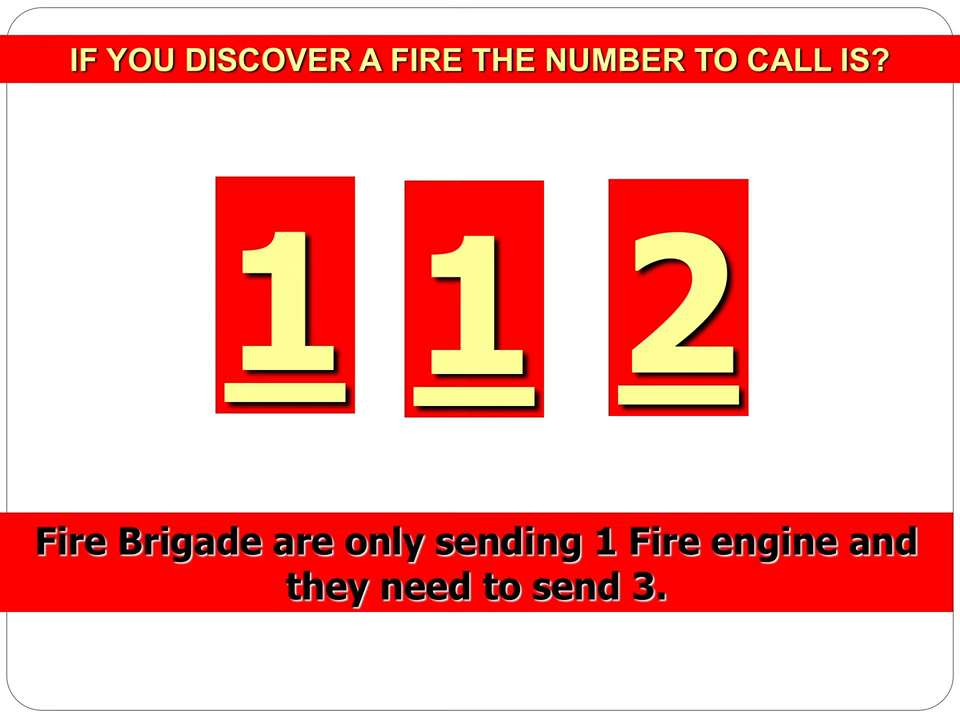 IF YOU DISCOVER A FIRE THE NUMBER TO CALL IS?
1 1 2
Fire Brigade are only sending 1 Fire engine and
they need to send 3.